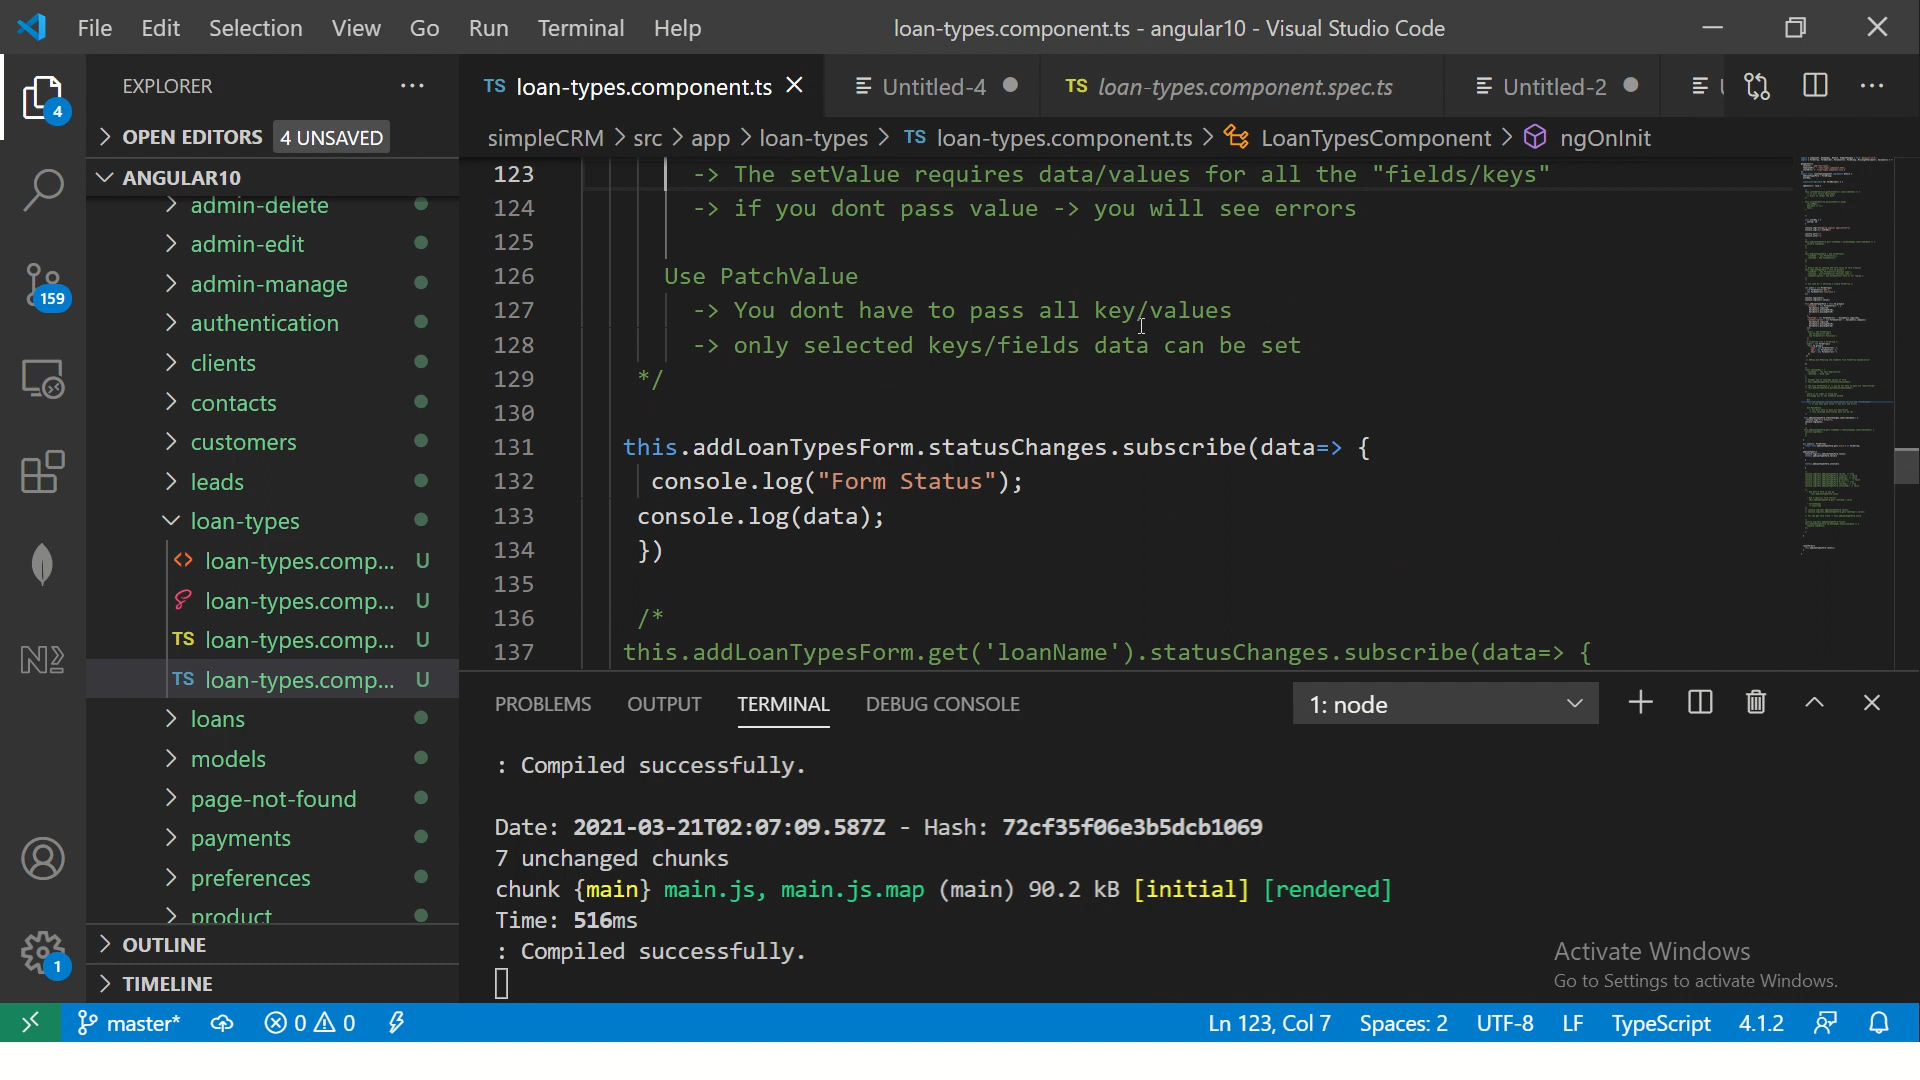 File Edit Selection View Go Run Terminal Help
loan-types.component.ts - angular10 - Visual Studio Code
EXPLORER
OPEN EDITORS 4 UNSAVED
ANGULAR10
admin-delete
admin-edit
admin-manage
authentication
clients
contacts
customers
leads
loan-types
loan-types.comp... U
loan-types.comp... U
TS loan-types.comp... U
TS loan-types.comp... U
loans
models
page-not-found
payments
preferences
product
OUTLINE
TIMELINE
4
159
1
TS loan-types.component.ts Untitled-4 TS loan-types.component.spec.ts Untitled-2
simpleCRM > src > app > loan-types > TS loan-types.component.ts > LoanTypesComponent > ngOnInit
123 -> The setValue requires data/values for all the "fields/keys"
124 -> if you dont pass value -> you will see errors
125
126 Use PatchValue
127 -> You dont have to pass all key/values
128 -> only selected keys/fields data can be set
129 */
130
131 this.addLoanTypesForm.statusChanges.subscribe(data=> {
132 console.log("Form Status");
133 console.log(data);
134 })
135
136 /*
137 this.addLoanTypesForm.get('loanName').statusChanges.subscribe(data=> {
PROBLEMS OUTPUT TERMINAL DEBUG CONSOLE 1: node
: Compiled successfully.
Date: 2021-03-21T02:07:09.587Z - Hash: 72cf35f06e3b5dcb1069
7 unchanged chunks
chunk {main} main.js, main.js.map (main) 90.2 kB [initial] [rendered]
Time: 516ms
: Compiled successfully.
Activate Windows
Go to Settings to activate Windows.
master* 0 0 Ln 123, Col 7 Spaces: 2 UTF-8 LF TypeScript 4.1.2